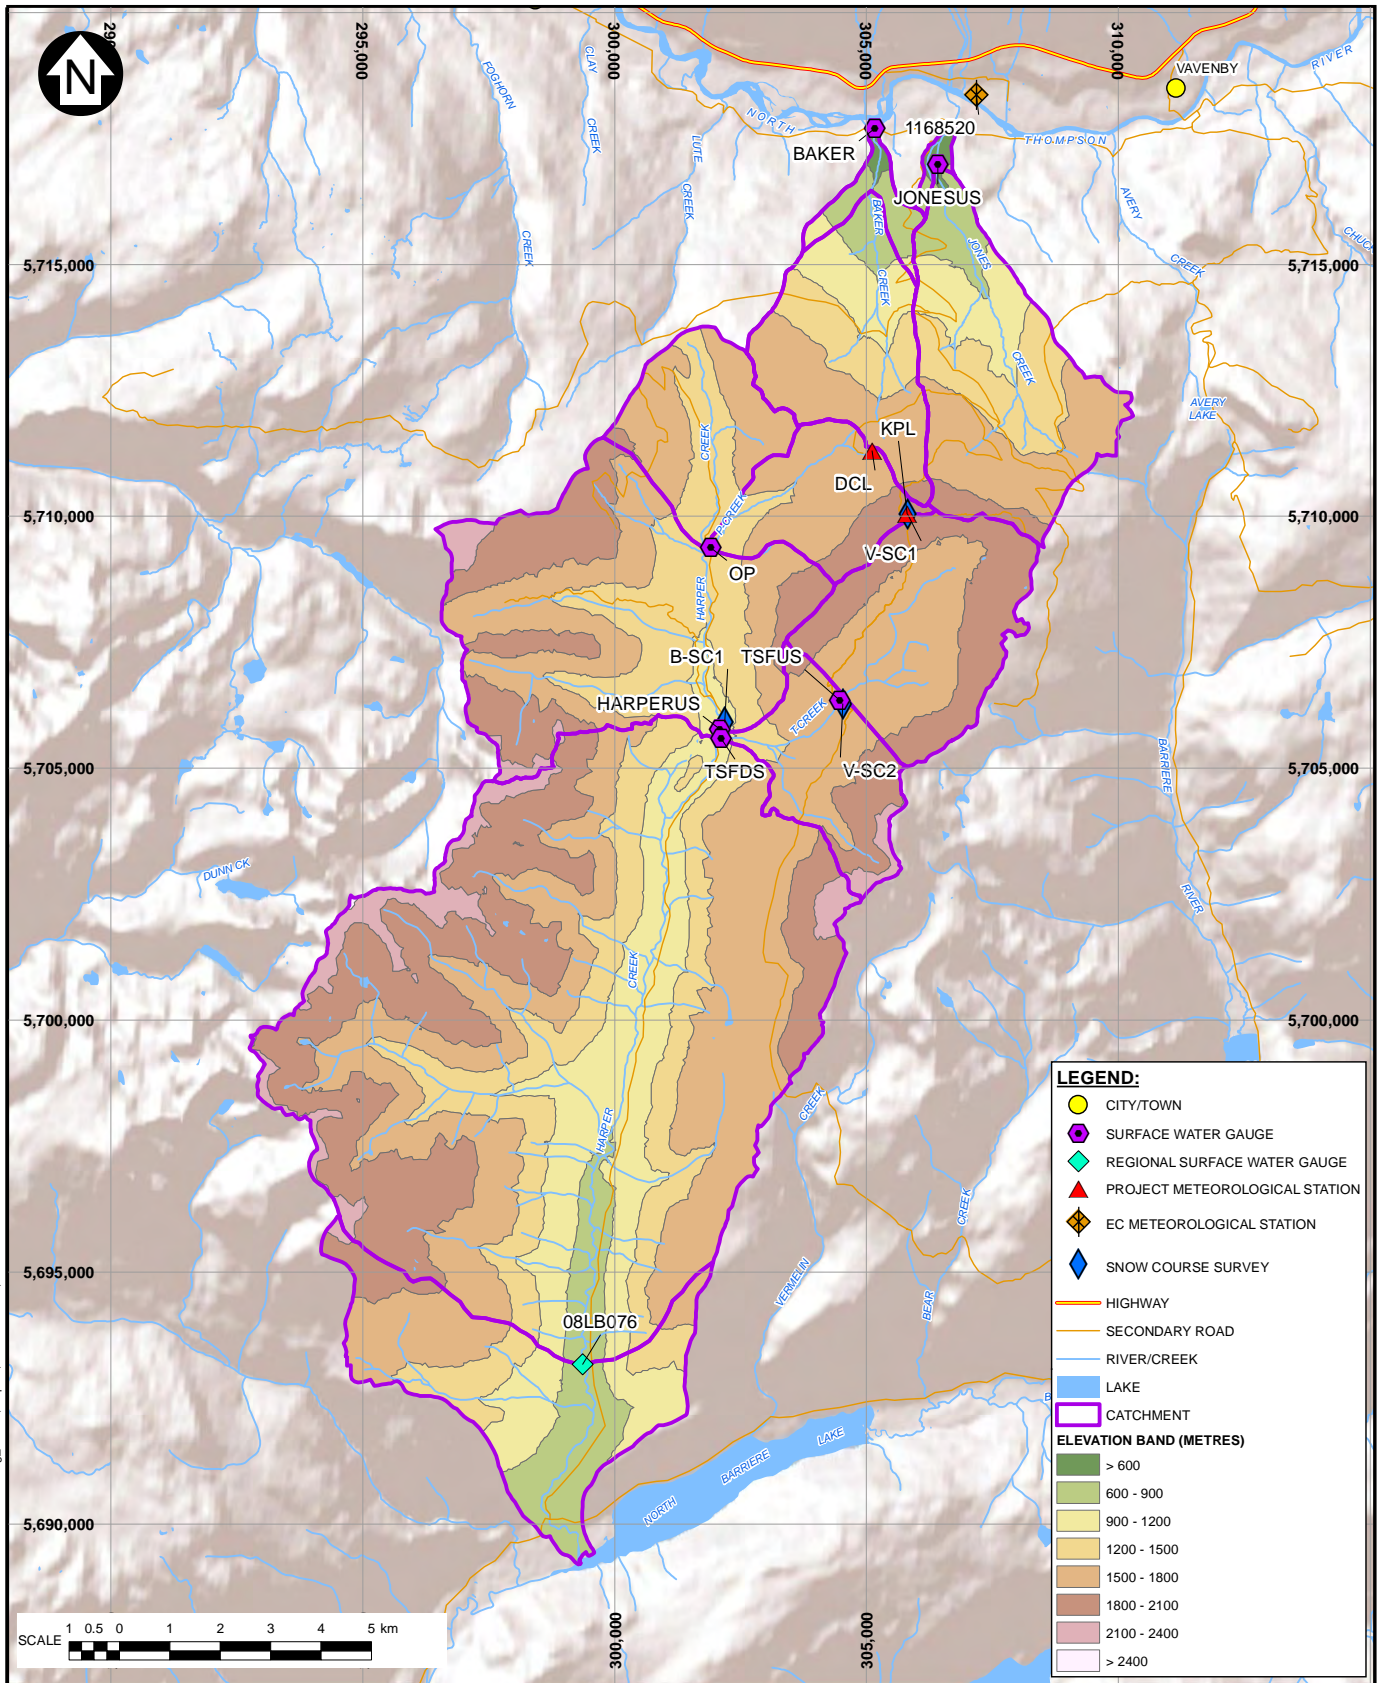 N
295,000
300,000
305,000
310,000
VAVENBY
RIVER
FOGHORN
CREEK
CLAY
CREEK
LUTE
CREEK
NORTH
THOMPSON
1168520
BAKER
JONESUS
AVERY
CREEK
BAKER
CREEK
JONES
CREEK
5,715,000
5,715,000
AVERY
LAKE
CREEK
KPL
DCL
P-CREEK
5,710,000
5,710,000
V-SC1
OP
HARPER
B-SC1
TSFUS
HARPERUS
T-CREEK
TSFDS
V-SC2
BARRIERE
RIVER
5,705,000
5,705,000
DUNN CK
CREEK
5,700,000
5,700,000
HARPER
CREEK
VERMELIN
CREEK
BEAR
5,695,000
08LB076
NORTH
BARRIERE
LAKE
5,690,000
300,000
305,000
SCALE
1 0.5 0 1 2 3 4 5 km
LEGEND:
CITY/TOWN
SURFACE WATER GAUGE
REGIONAL SURFACE WATER GAUGE
PROJECT METEOROLOGICAL STATION
EC METEOROLOGICAL STATION
SNOW COURSE SURVEY
HIGHWAY
SECONDARY ROAD
RIVER/CREEK
LAKE
CATCHMENT
ELEVATION BAND (METRES)
> 600
600 - 900
900 - 1200
1200 - 1500
1500 - 1800
1800 - 2100
2100 - 2400
> 2400